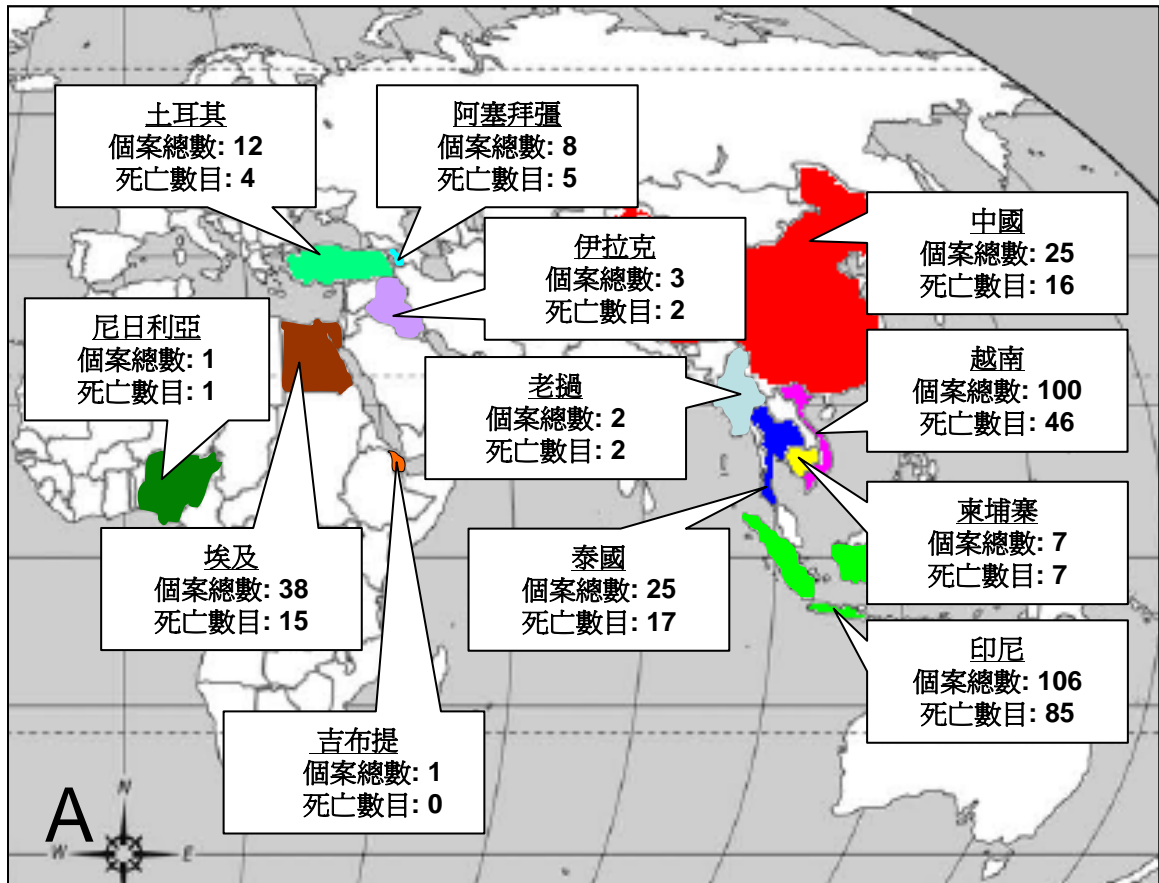 土耳其
個案總數: 12
死亡數目: 4
阿塞拜彊
個案總數: 8
死亡數目: 5
中國
個案總數: 25
死亡數目: 16
伊拉克
個案總數: 3
死亡數目: 2
尼日利亞
個案總數: 1
死亡數目: 1
老撾
個案總數: 2
死亡數目: 2
越南
個案總數: 100
死亡數目: 46
柬埔寨
個案總數: 7
死亡數目: 7
埃及
個案總數: 38
死亡數目: 15
泰國
個案總數: 25
死亡數目: 17
印尼
個案總數: 106
死亡數目: 85
吉布提
個案總數: 1
死亡數目: 0
A
N
W
E